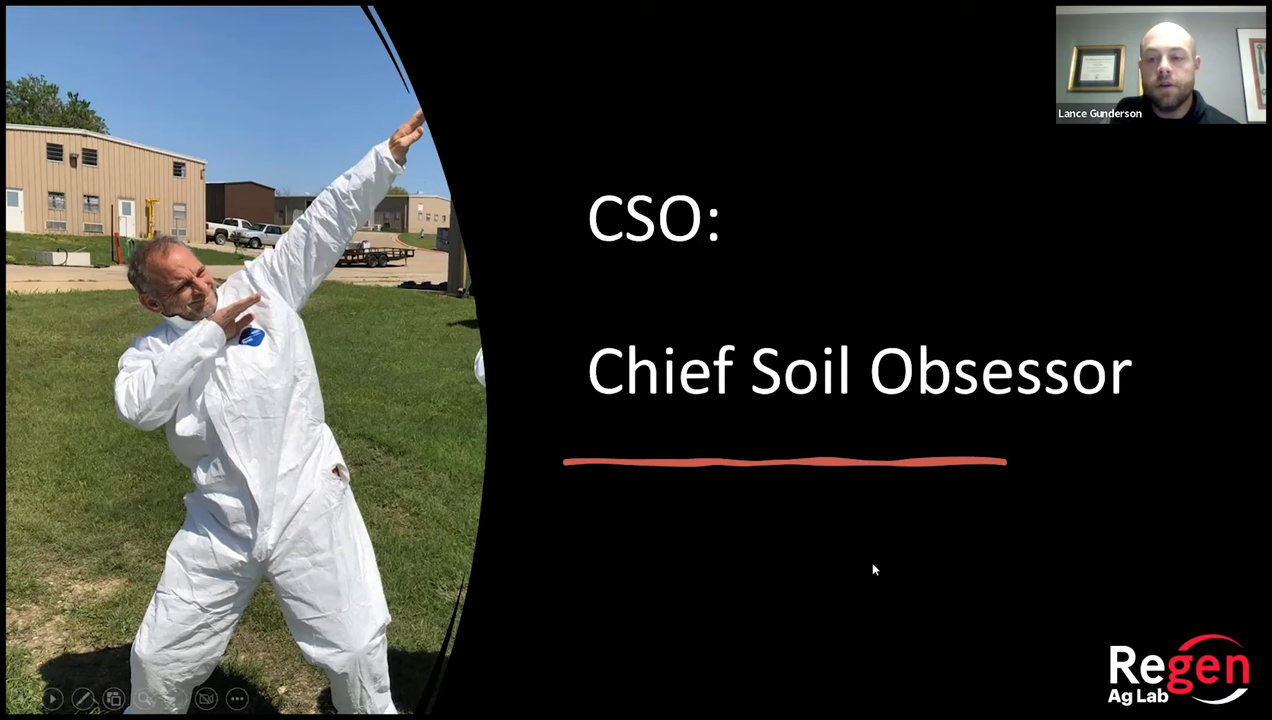 Lance Gunderson
CSO:
Chief Soil Obsessor
Regen
Ag Lab